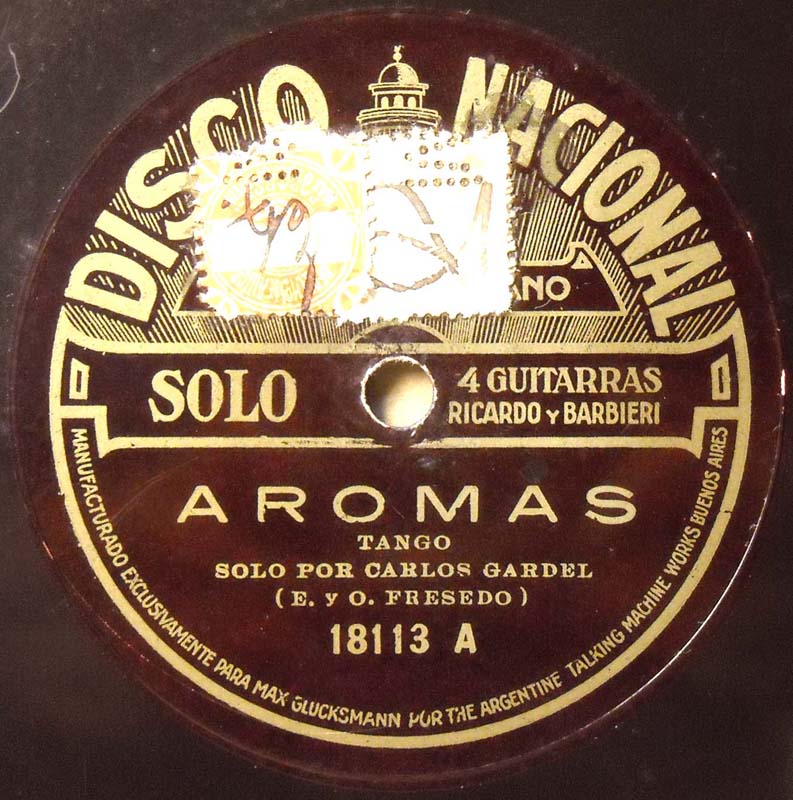 DISCO NACIONAL
SOLO
4 GUITARRAS
RICARDO Y BARBIERI
AROMAS
TANGO
SOLO POR CARLOS GARDEL
(E. y O. FRESEDO)
18113 A
MANUFACTURADO EXCLUSIVAMENTE PARA MAX GLUCKSMANN POR THE ARGENTINE TALKING MACHINE WORKS BUENOS AIRES